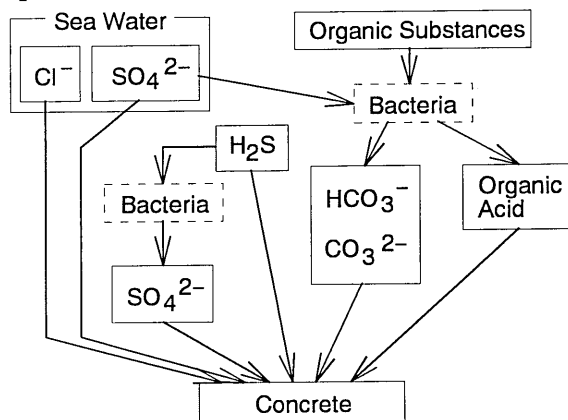 Sea Water
Cl⁻
SO₄²⁻
Organic Substances
Bacteria
H₂S
Bacteria
HCO₃⁻
CO₃²⁻
Organic
Acid
SO₄²⁻
Concrete